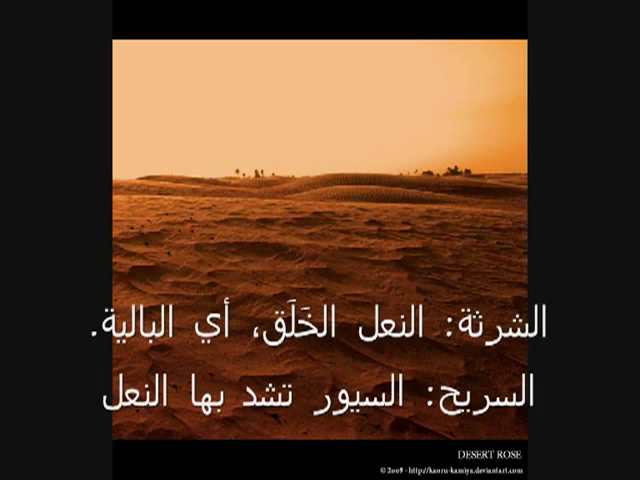 الشرثة: النعل الخَلَق، أي البالية.
السريح: السيور تشد بها النعل
DESERT ROSE
© 2009 - http://kaoru-kamiya.deviantart.com